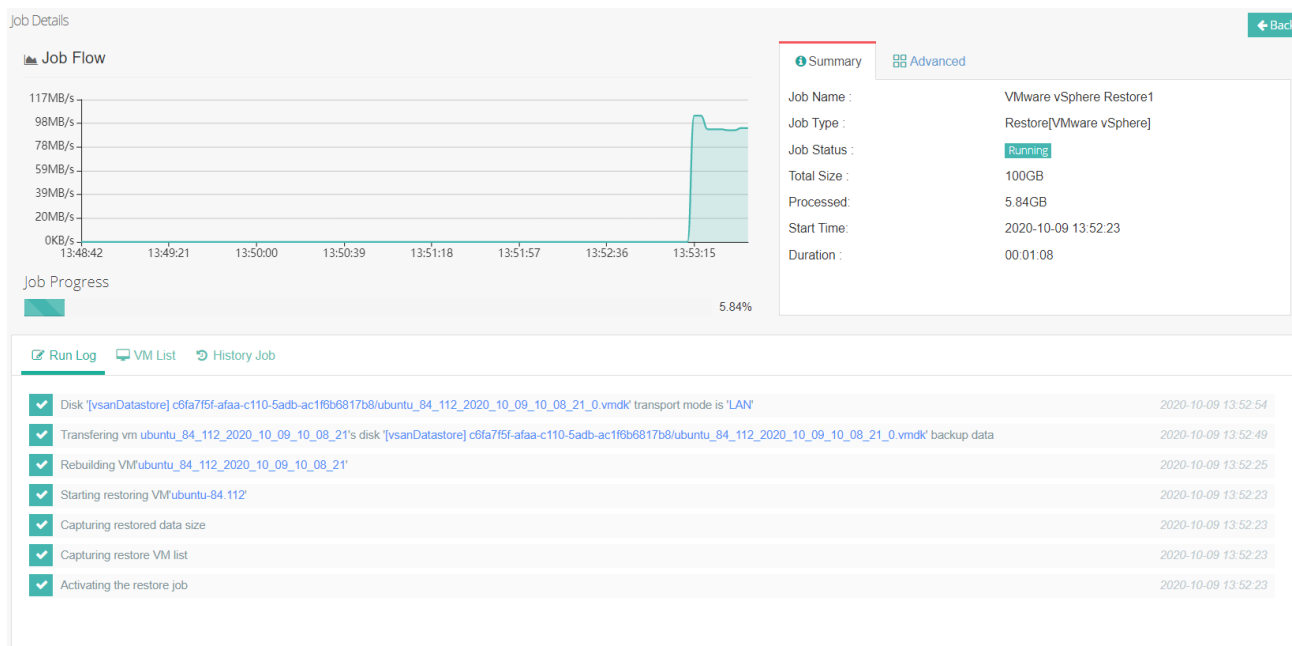 Job Details
Back
Job Flow
117MB/s
98MB/s
78MB/s
59MB/s
39MB/s
20MB/s
0KB/s
13:48:42 13:49:21 13:50:00 13:50:39 13:51:18 13:51:57 13:52:36 13:53:15
Job Progress
5.84%
Summary Advanced
Job Name : VMware vSphere Restore1
Job Type : Restore[VMware vSphere]
Job Status : Running
Total Size : 100GB
Processed: 5.84GB
Start Time: 2020-10-09 13:52:23
Duration : 00:01:08
Run Log VM List History Job
Disk '[vsanDatastore] c6fa7f5f-afaa-c110-5adb-ac1f6b6817b8/ubuntu_84_112_2020_10_09_10_08_21_0.vmdk' transport mode is 'LAN' 2020-10-09 13:52:54
Transfering vm ubuntu_84_112_2020_10_09_10_08_21's disk '[vsanDatastore] c6fa7f5f-afaa-c110-5adb-ac1f6b6817b8/ubuntu_84_112_2020_10_09_10_08_21_0.vmdk' backup data 2020-10-09 13:52:49
Rebuilding VM'ubuntu_84_112_2020_10_09_10_08_21' 2020-10-09 13:52:25
Starting restoring VM'ubuntu-84.112' 2020-10-09 13:52:23
Capturing restored data size 2020-10-09 13:52:23
Capturing restore VM list 2020-10-09 13:52:23
Activating the restore job 2020-10-09 13:52:23